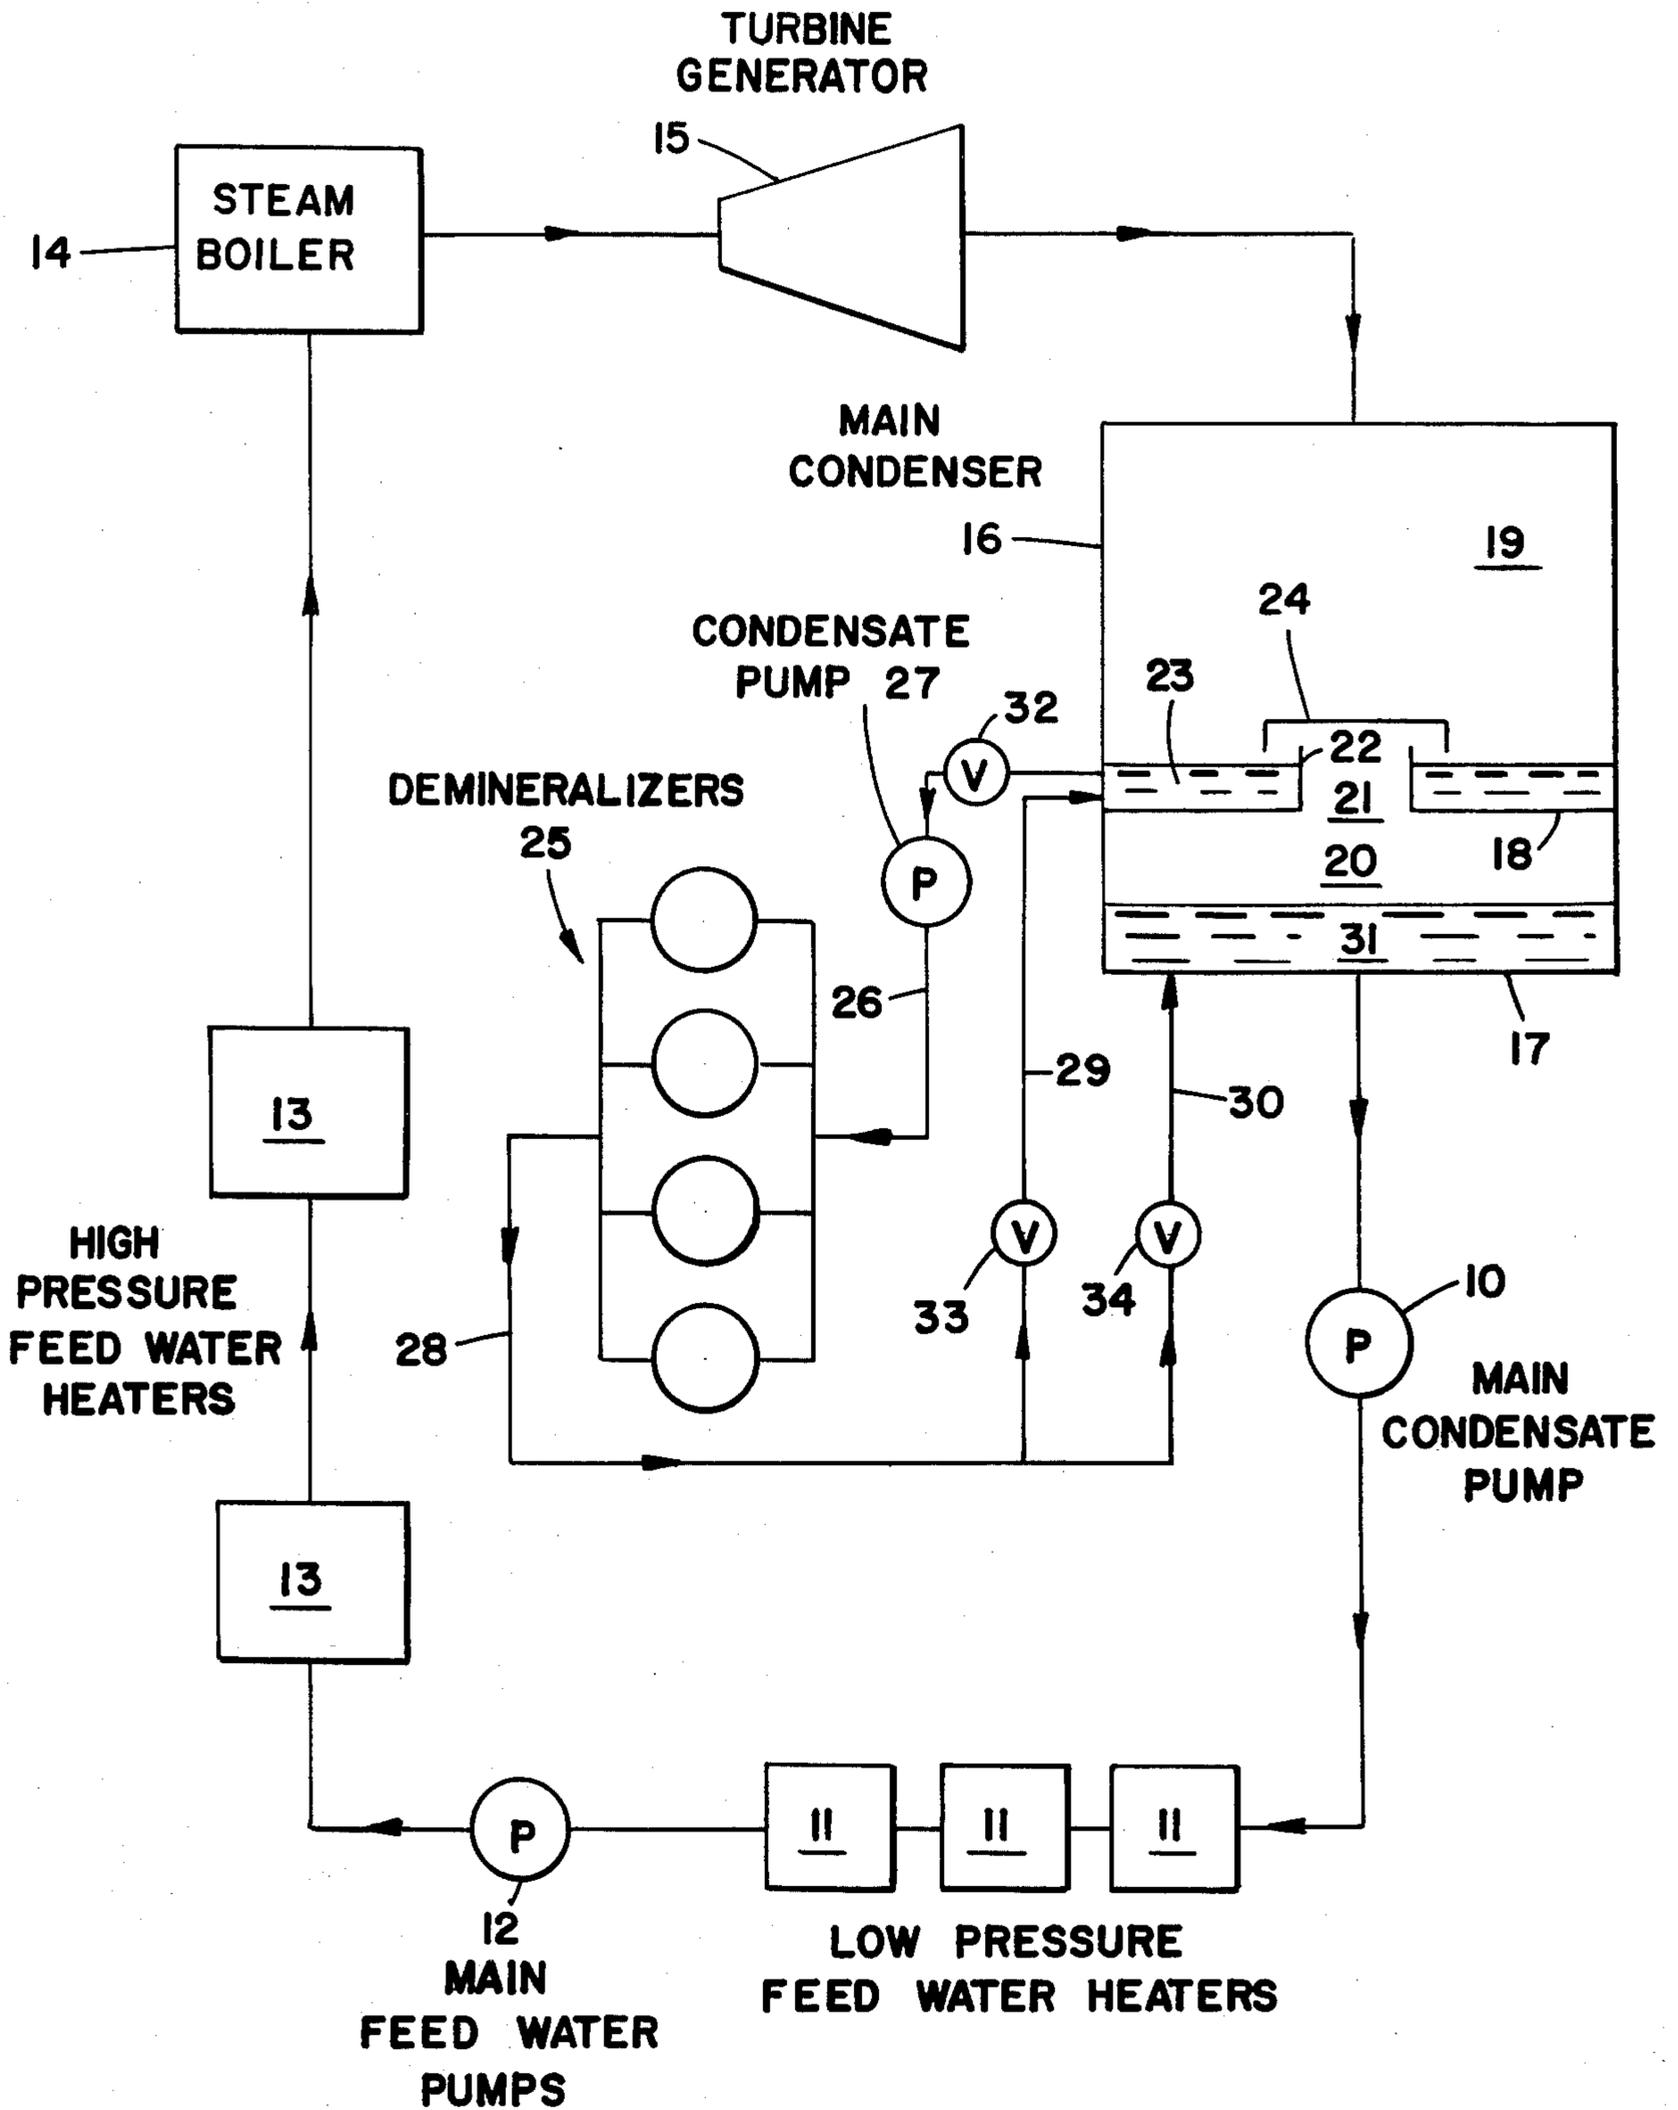 TURBINE
GENERATOR
15
STEAM
BOILER
14
MAIN
CONDENSER
16
19
24
CONDENSATE
PUMP 27
23
32
22
V
DEMINERALIZERS
25
21
18
20
P
31
26
17
29
30
13
V
V
33
34
10
HIGH
PRESSURE
FEED WATER
HEATERS
28
P
MAIN
CONDENSATE
PUMP
13
P
11
11
11
12
MAIN
FEED WATER
PUMPS
LOW PRESSURE
FEED WATER HEATERS